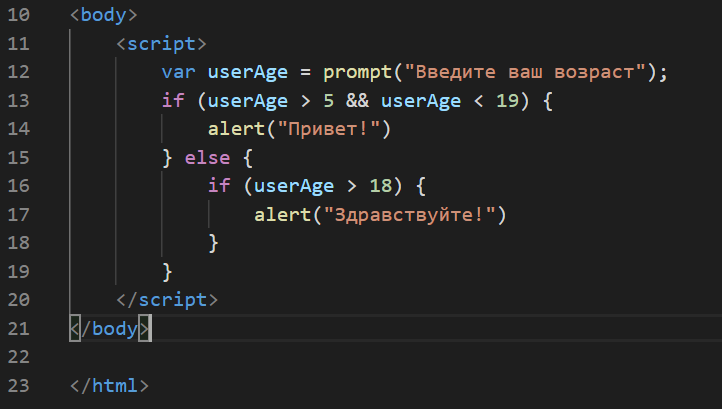 10 <body>
11     <script>
12         var userAge = prompt("Введите ваш возраст");
13         if (userAge > 5 && userAge < 19) {
14             alert("Привет!")
15         } else {
16             if (userAge > 18) {
17                 alert("Здравствуйте!")
18             }
19         }
20     </script>
21 </body>
22
23 </html>